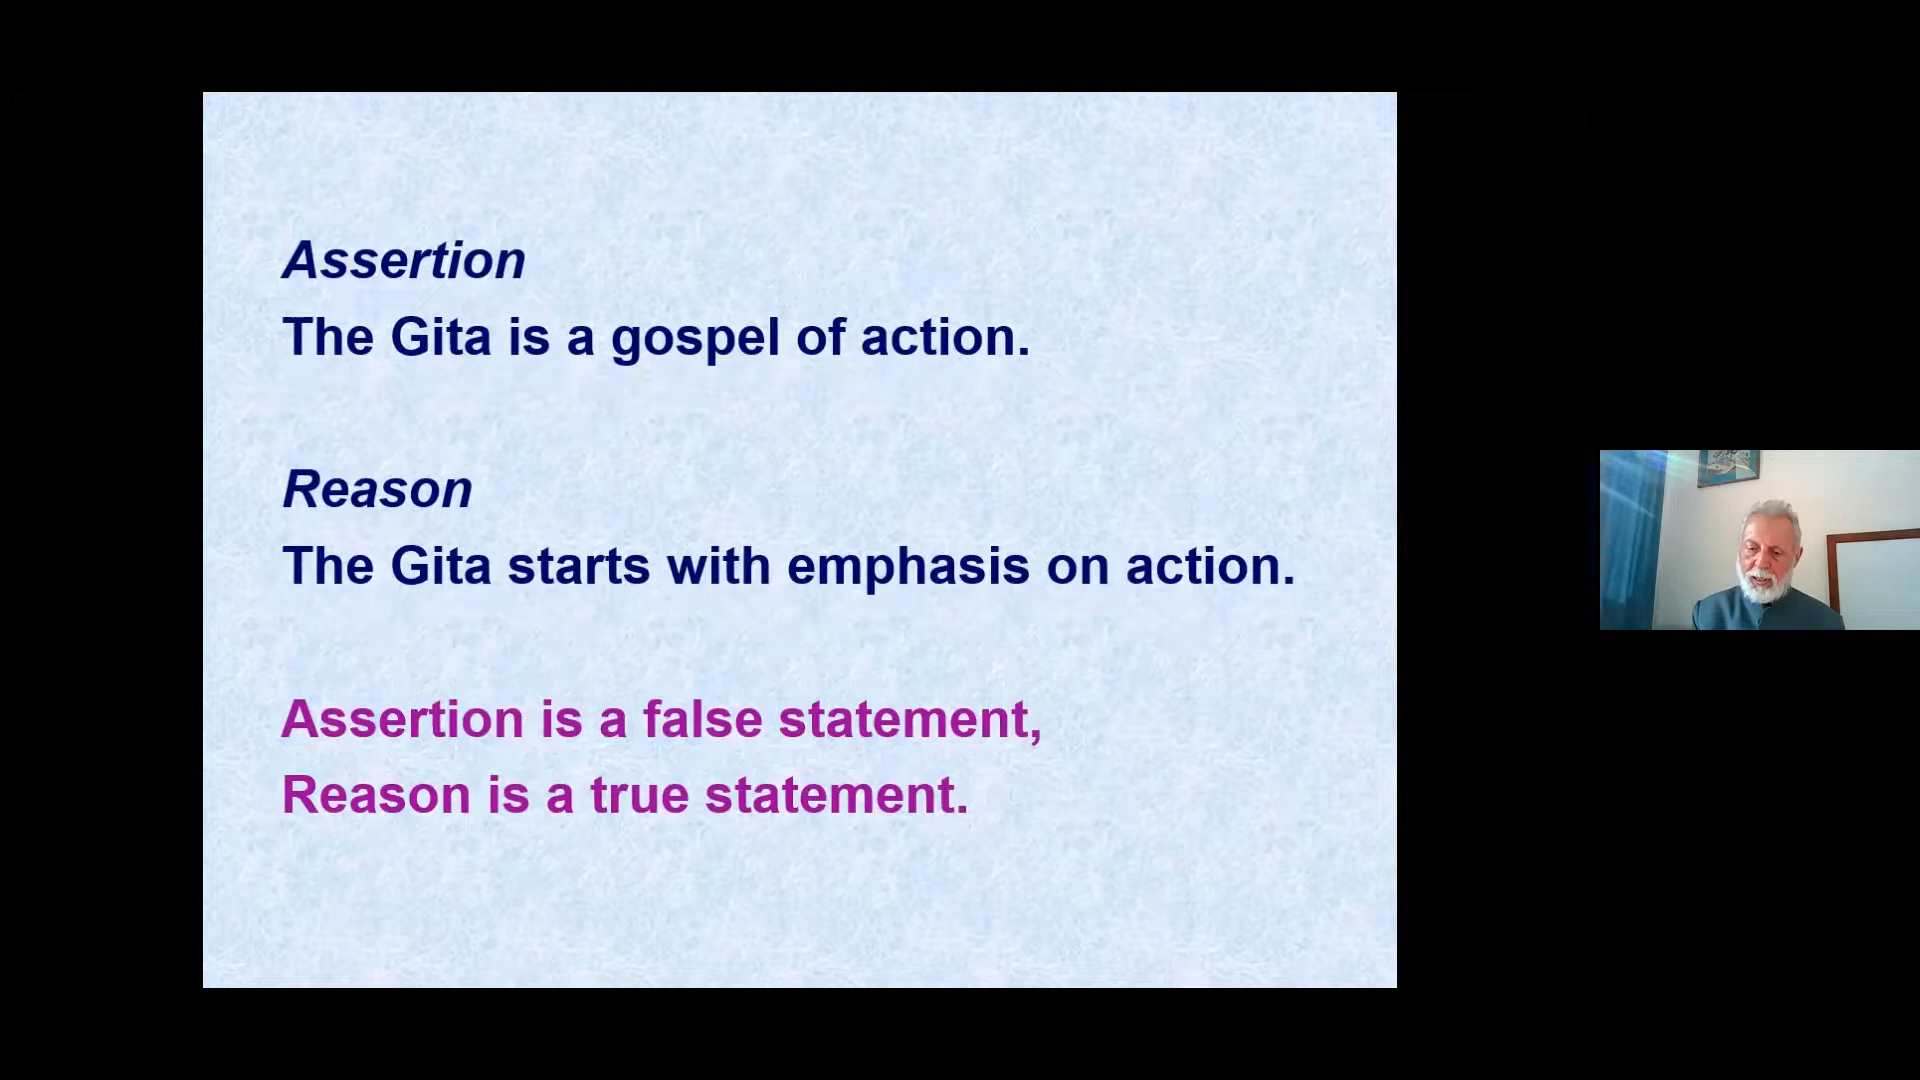 Assertion
The Gita is a gospel of action.
Reason
The Gita starts with emphasis on action.
Assertion is a false statement,
Reason is a true statement.